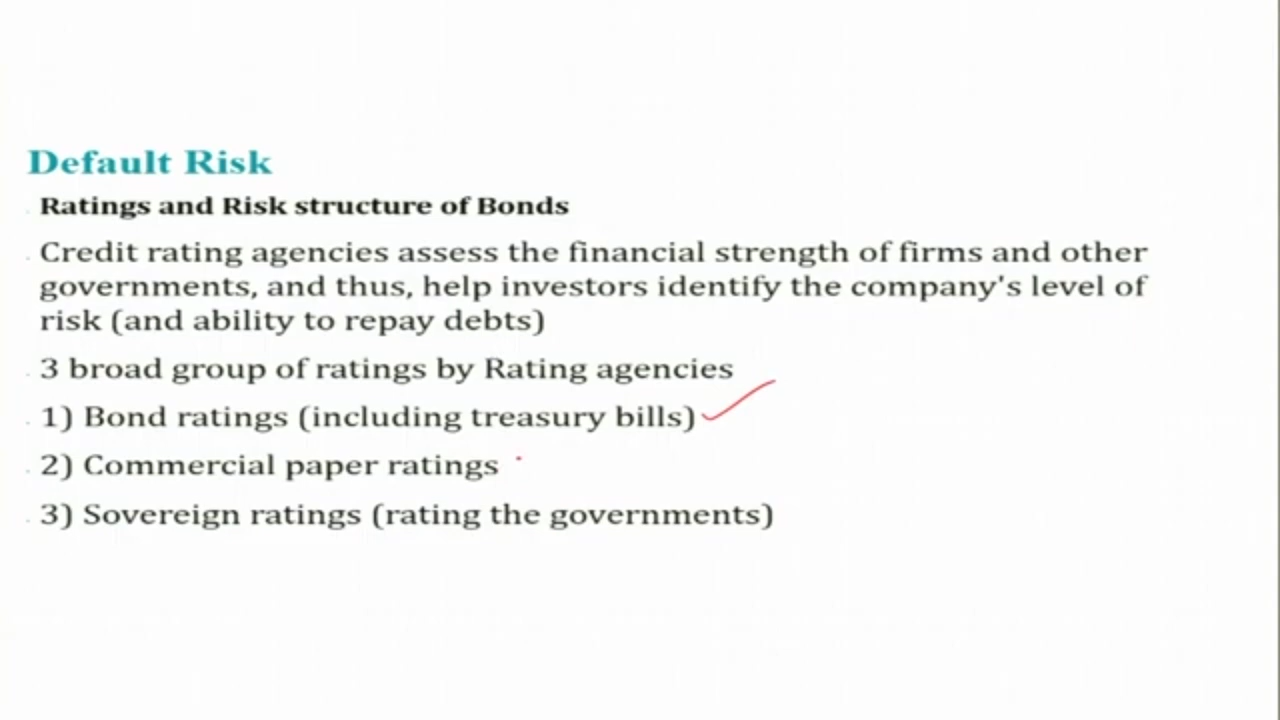 Default Risk
Ratings and Risk structure of Bonds
Credit rating agencies assess the financial strength of firms and other
governments, and thus, help investors identify the company's level of
risk (and ability to repay debts)
3 broad group of ratings by Rating agencies
1) Bond ratings (including treasury bills)
2) Commercial paper ratings
3) Sovereign ratings (rating the governments)